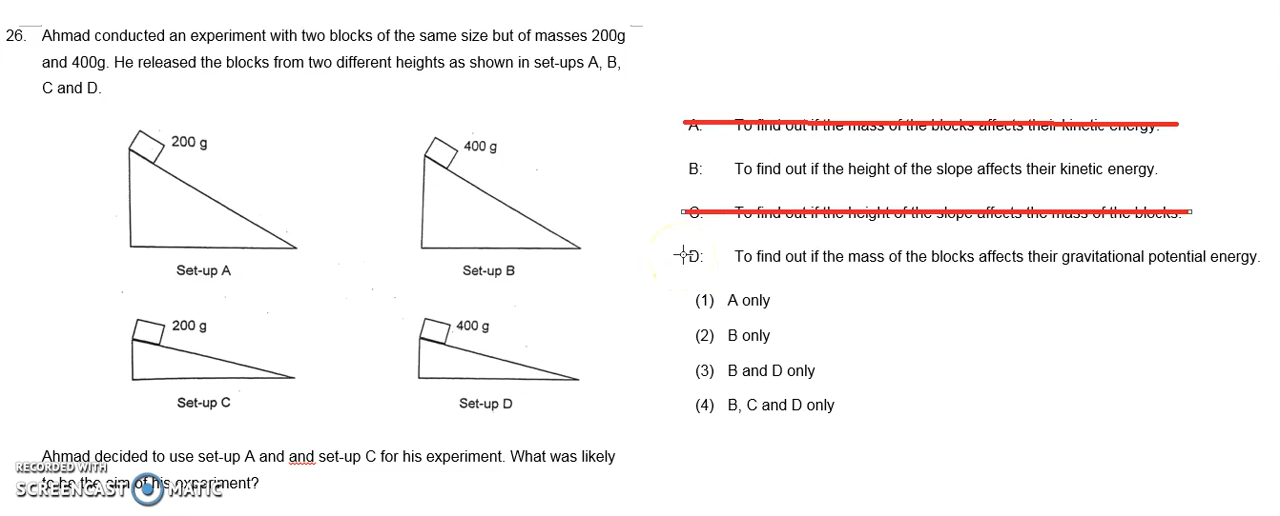 26. Ahmad conducted an experiment with two blocks of the same size but of masses 200g
and 400g. He released the blocks from two different heights as shown in set-ups A, B,
C and D.
200 g
400 g
Set-up A
Set-up B
200 g
400 g
Set-up C
Set-up D
Ahmad decided to use set-up A and and set-up C for his experiment. What was likely
to be the aim of his experiment?
RECORDED WITH
SCREENCAST MATIC
A: To find out if the mass of the blocks affects their kinetic energy.
B: To find out if the height of the slope affects their kinetic energy.
C: To find out if the height of the slope affects the mass of the blocks.
D: To find out if the mass of the blocks affects their gravitational potential energy.
(1) A only
(2) B only
(3) B and D only
(4) B, C and D only